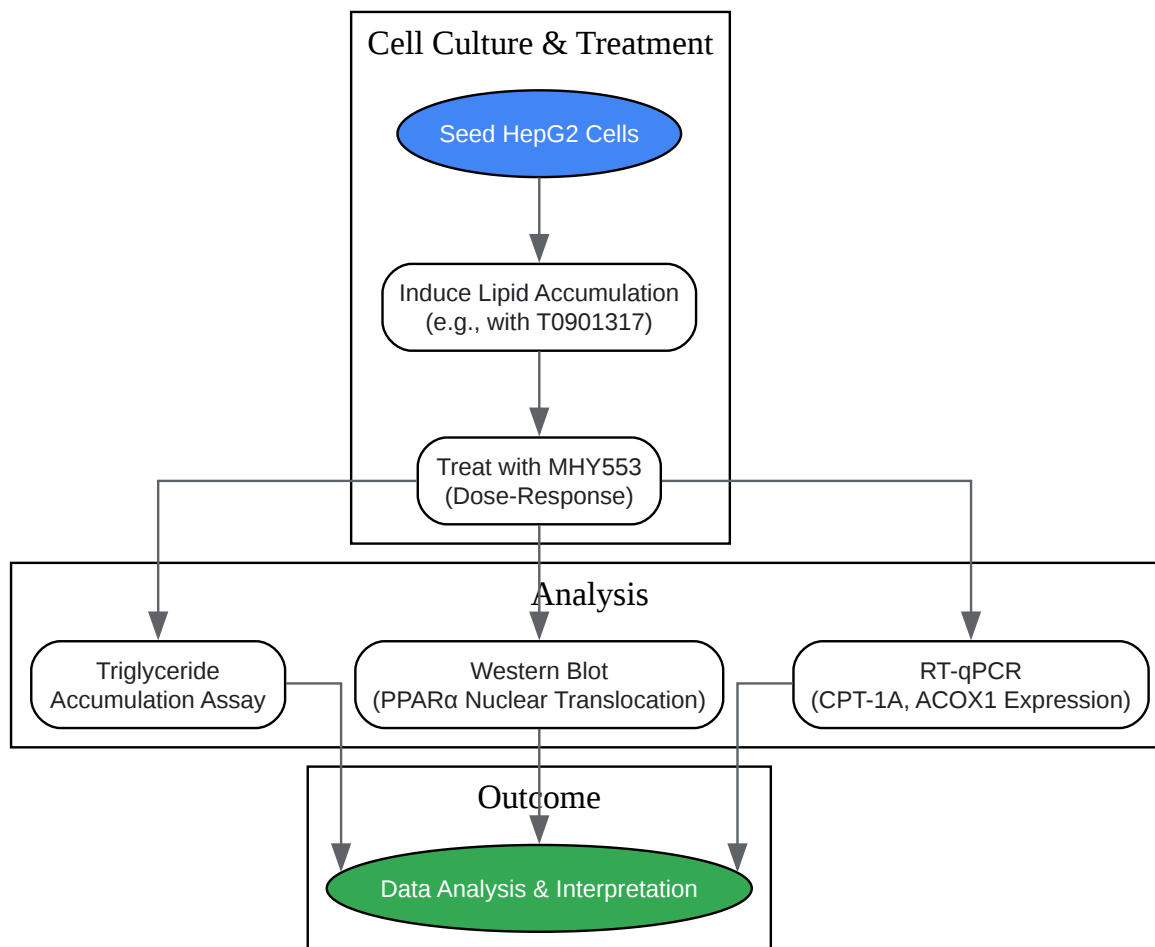 Cell Culture & Treatment
Seed HepG2 Cells
Induce Lipid Accumulation
(e.g., with T0901317)
Treat with MHY553
(Dose-Response)
Analysis
Triglyceride
Accumulation Assay
Western Blot
(PPARα Nuclear Translocation)
RT-qPCR
(CPT-1A, ACOX1 Expression)
Outcome
Data Analysis & Interpretation